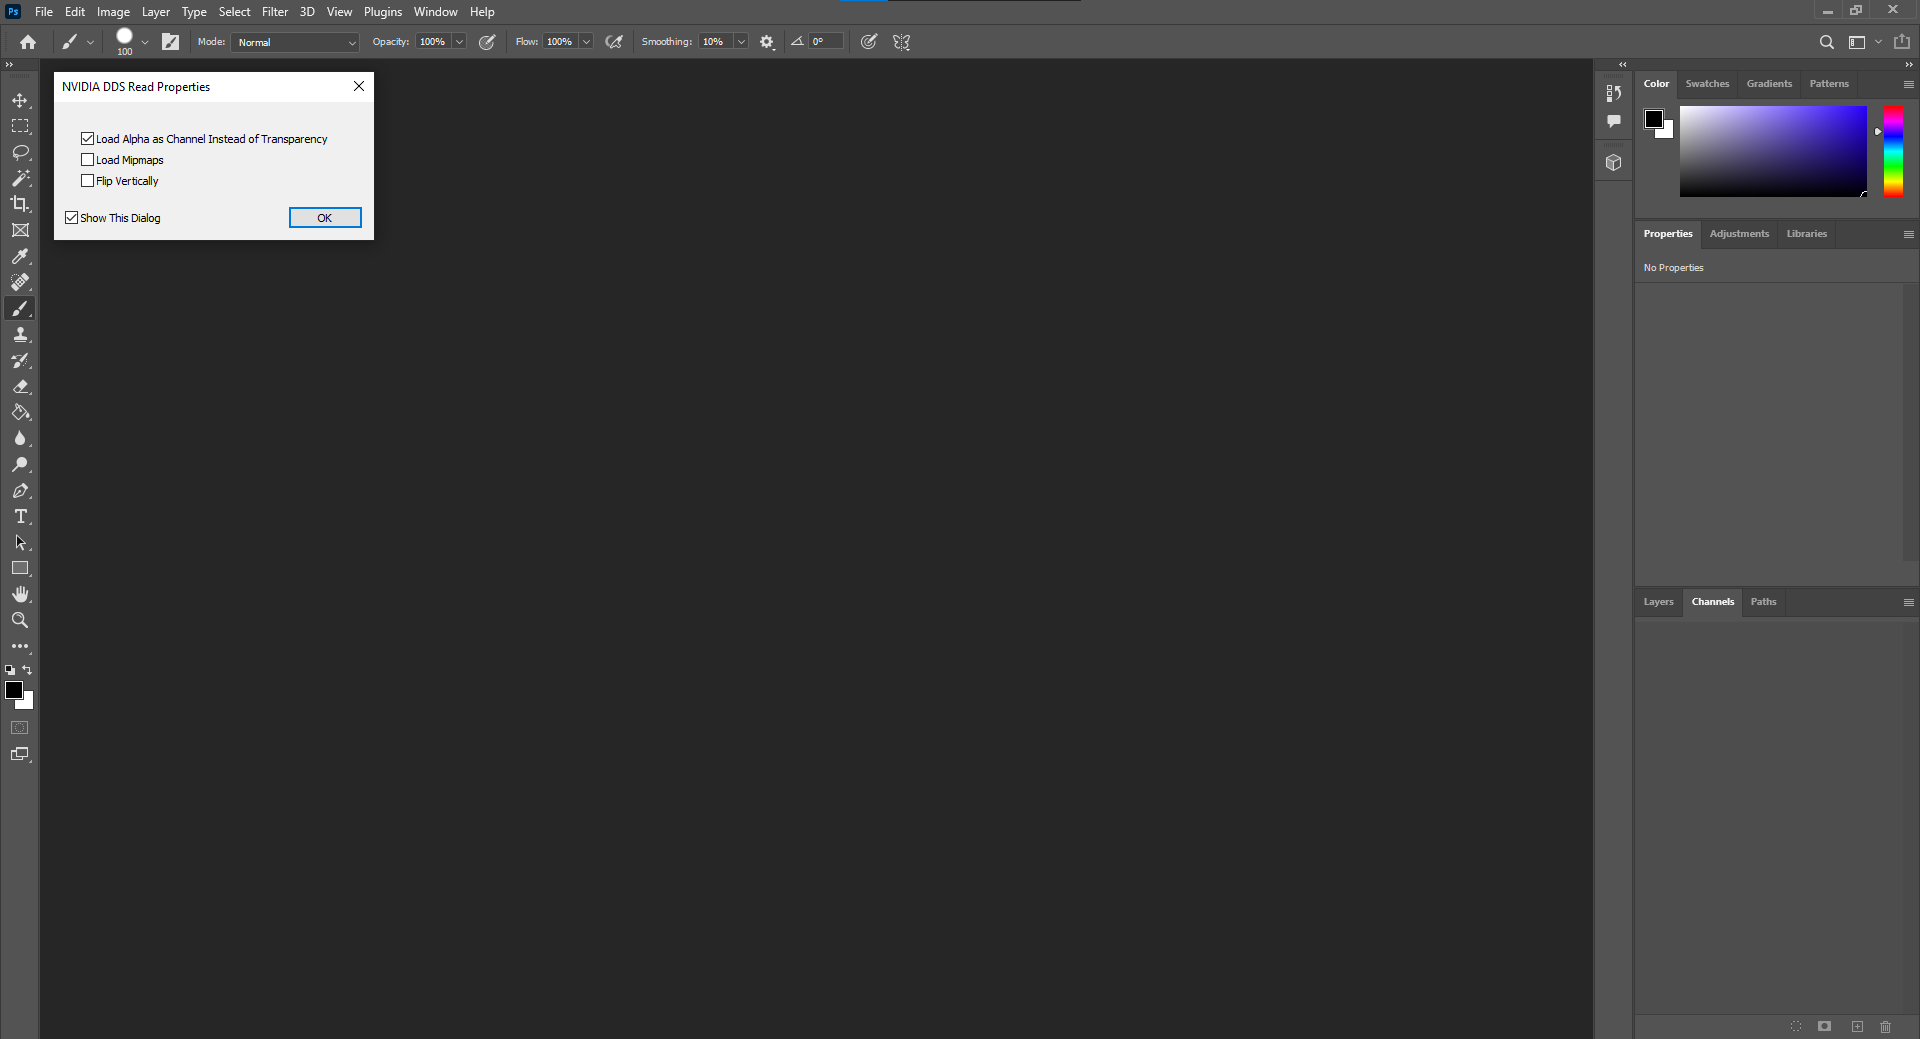 Ps File Edit Image Layer Type Select Filter 3D View Plugins Window Help
100 Mode: Normal Opacity: 100% Flow: 100% Smoothing: 10% 0°
NVIDIA DDS Read Properties
Load Alpha as Channel Instead of Transparency
Load Mipmaps
Flip Vertically
Show This Dialog OK
Color Swatches Gradients Patterns
Properties Adjustments Libraries
No Properties
Layers Channels Paths